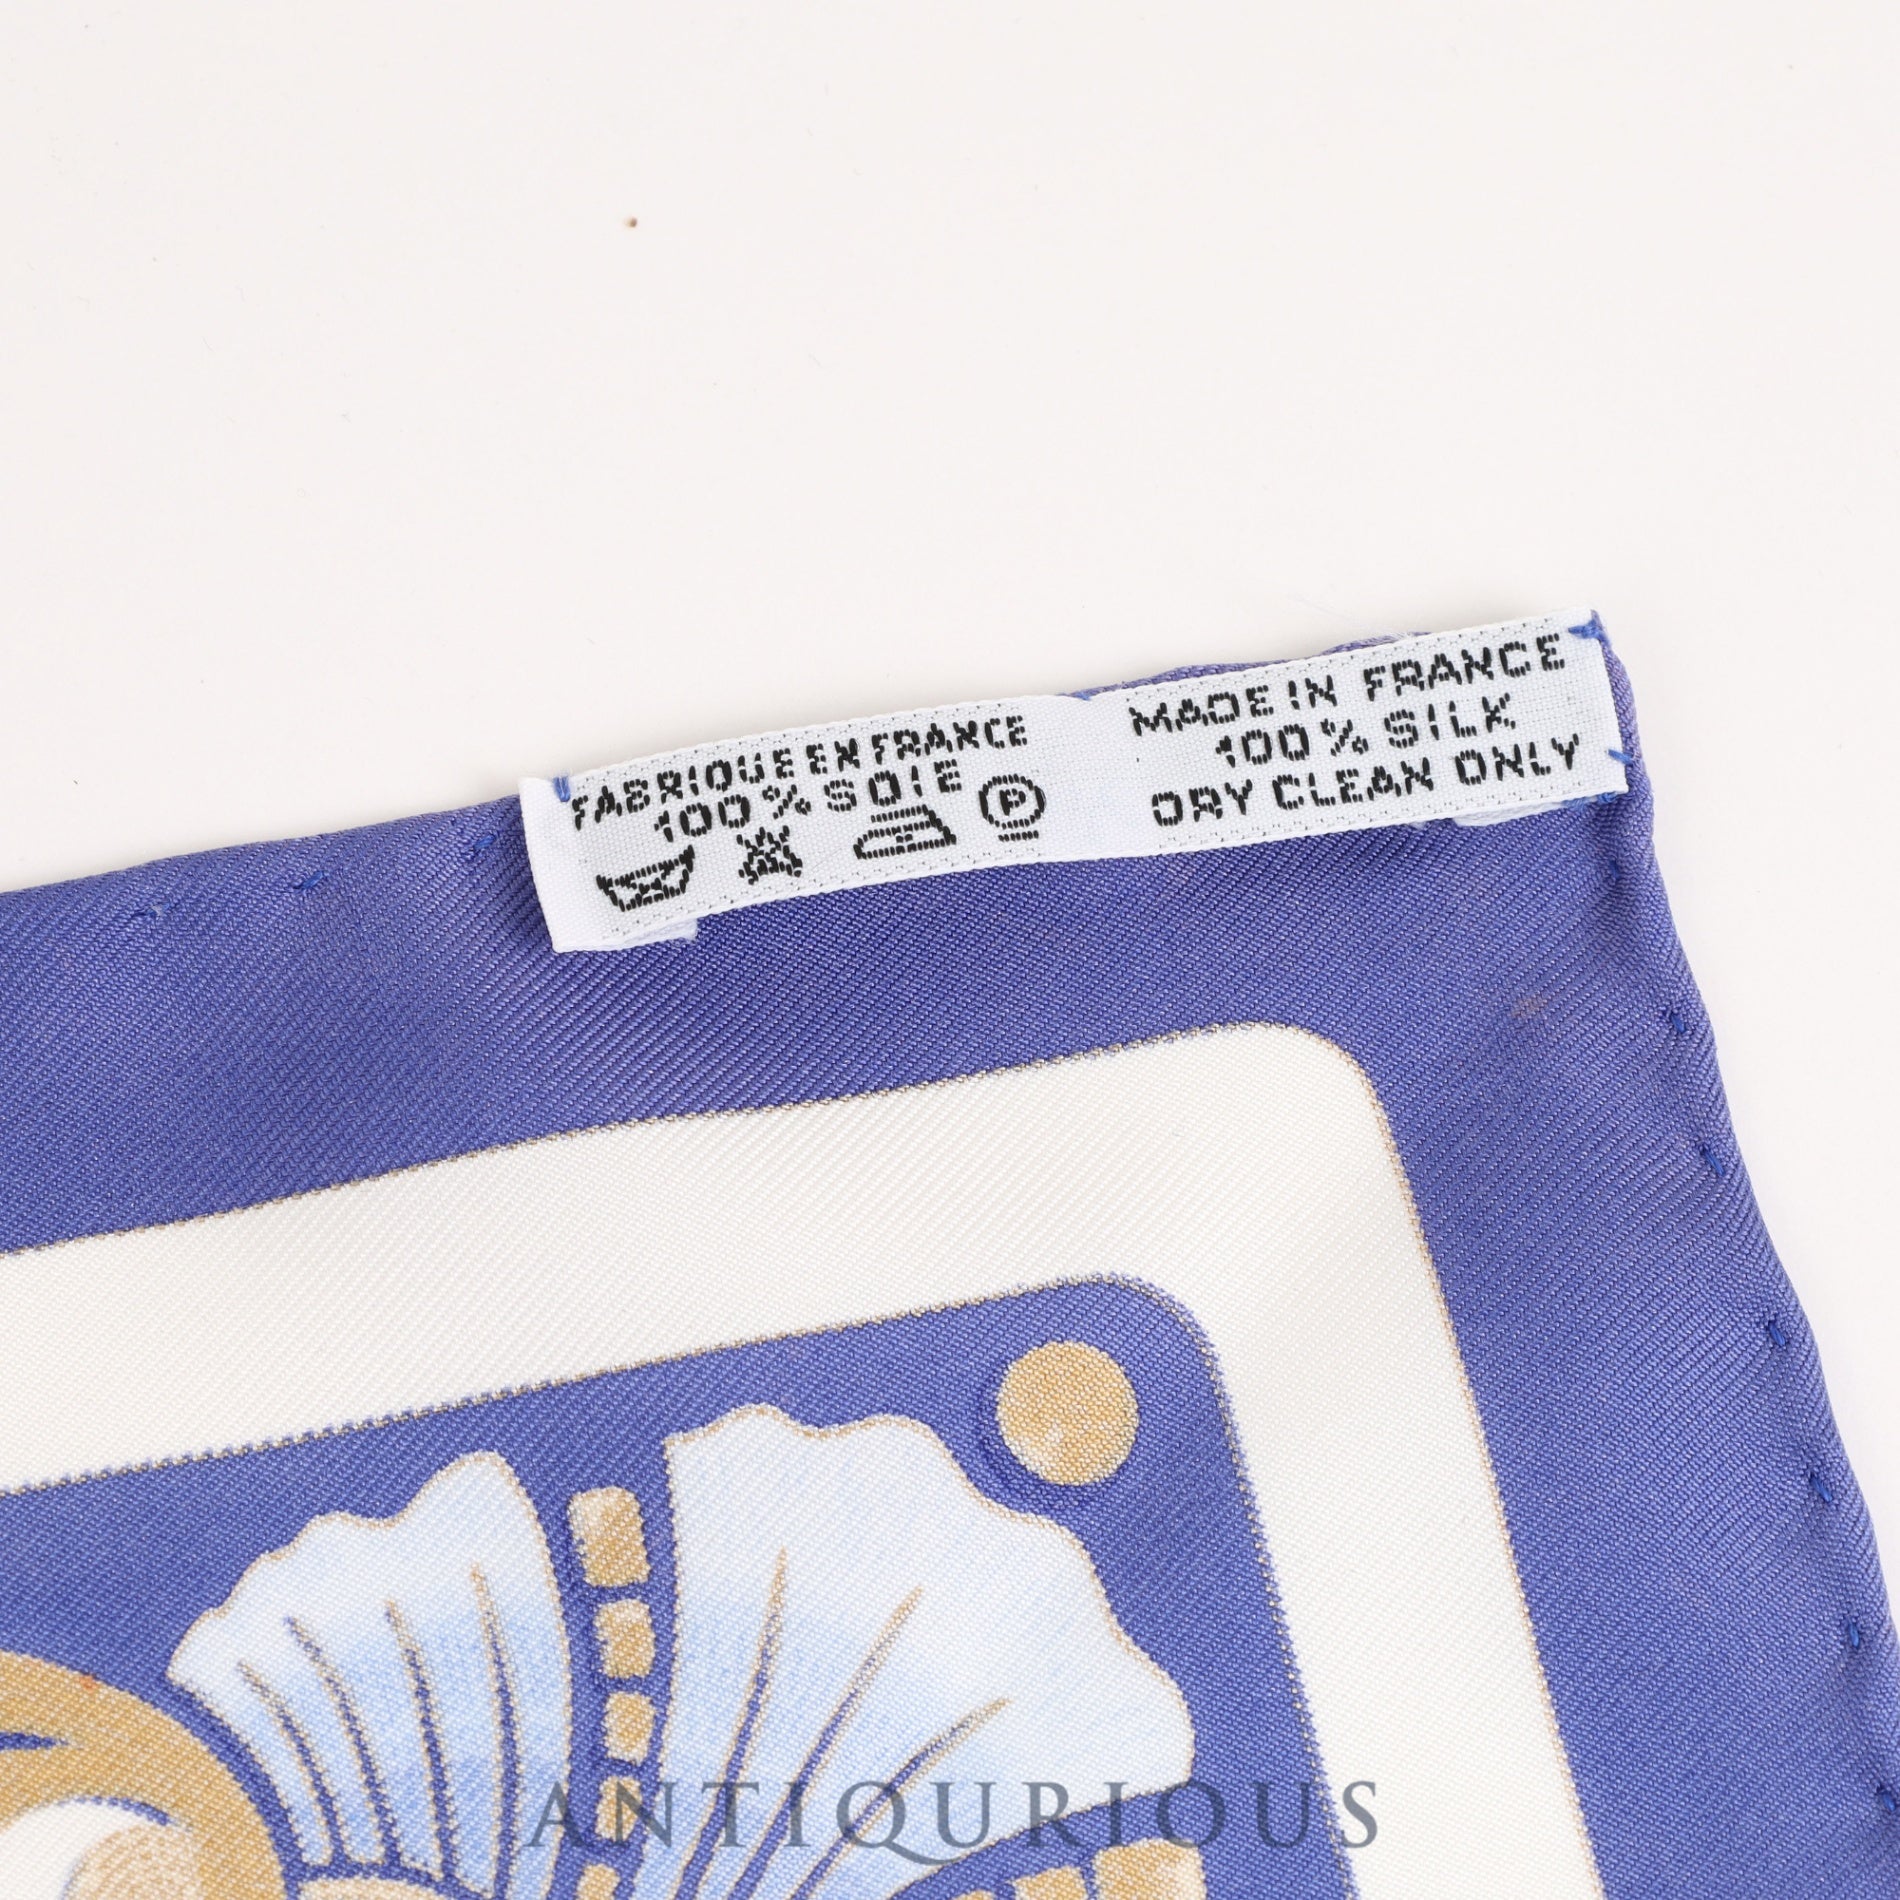 FABRIQUE EN FRANCE
100% SOIE
P
MADE IN FRANCE
100% SILK
DRY CLEAN ONLY
ANTIQURIOUS